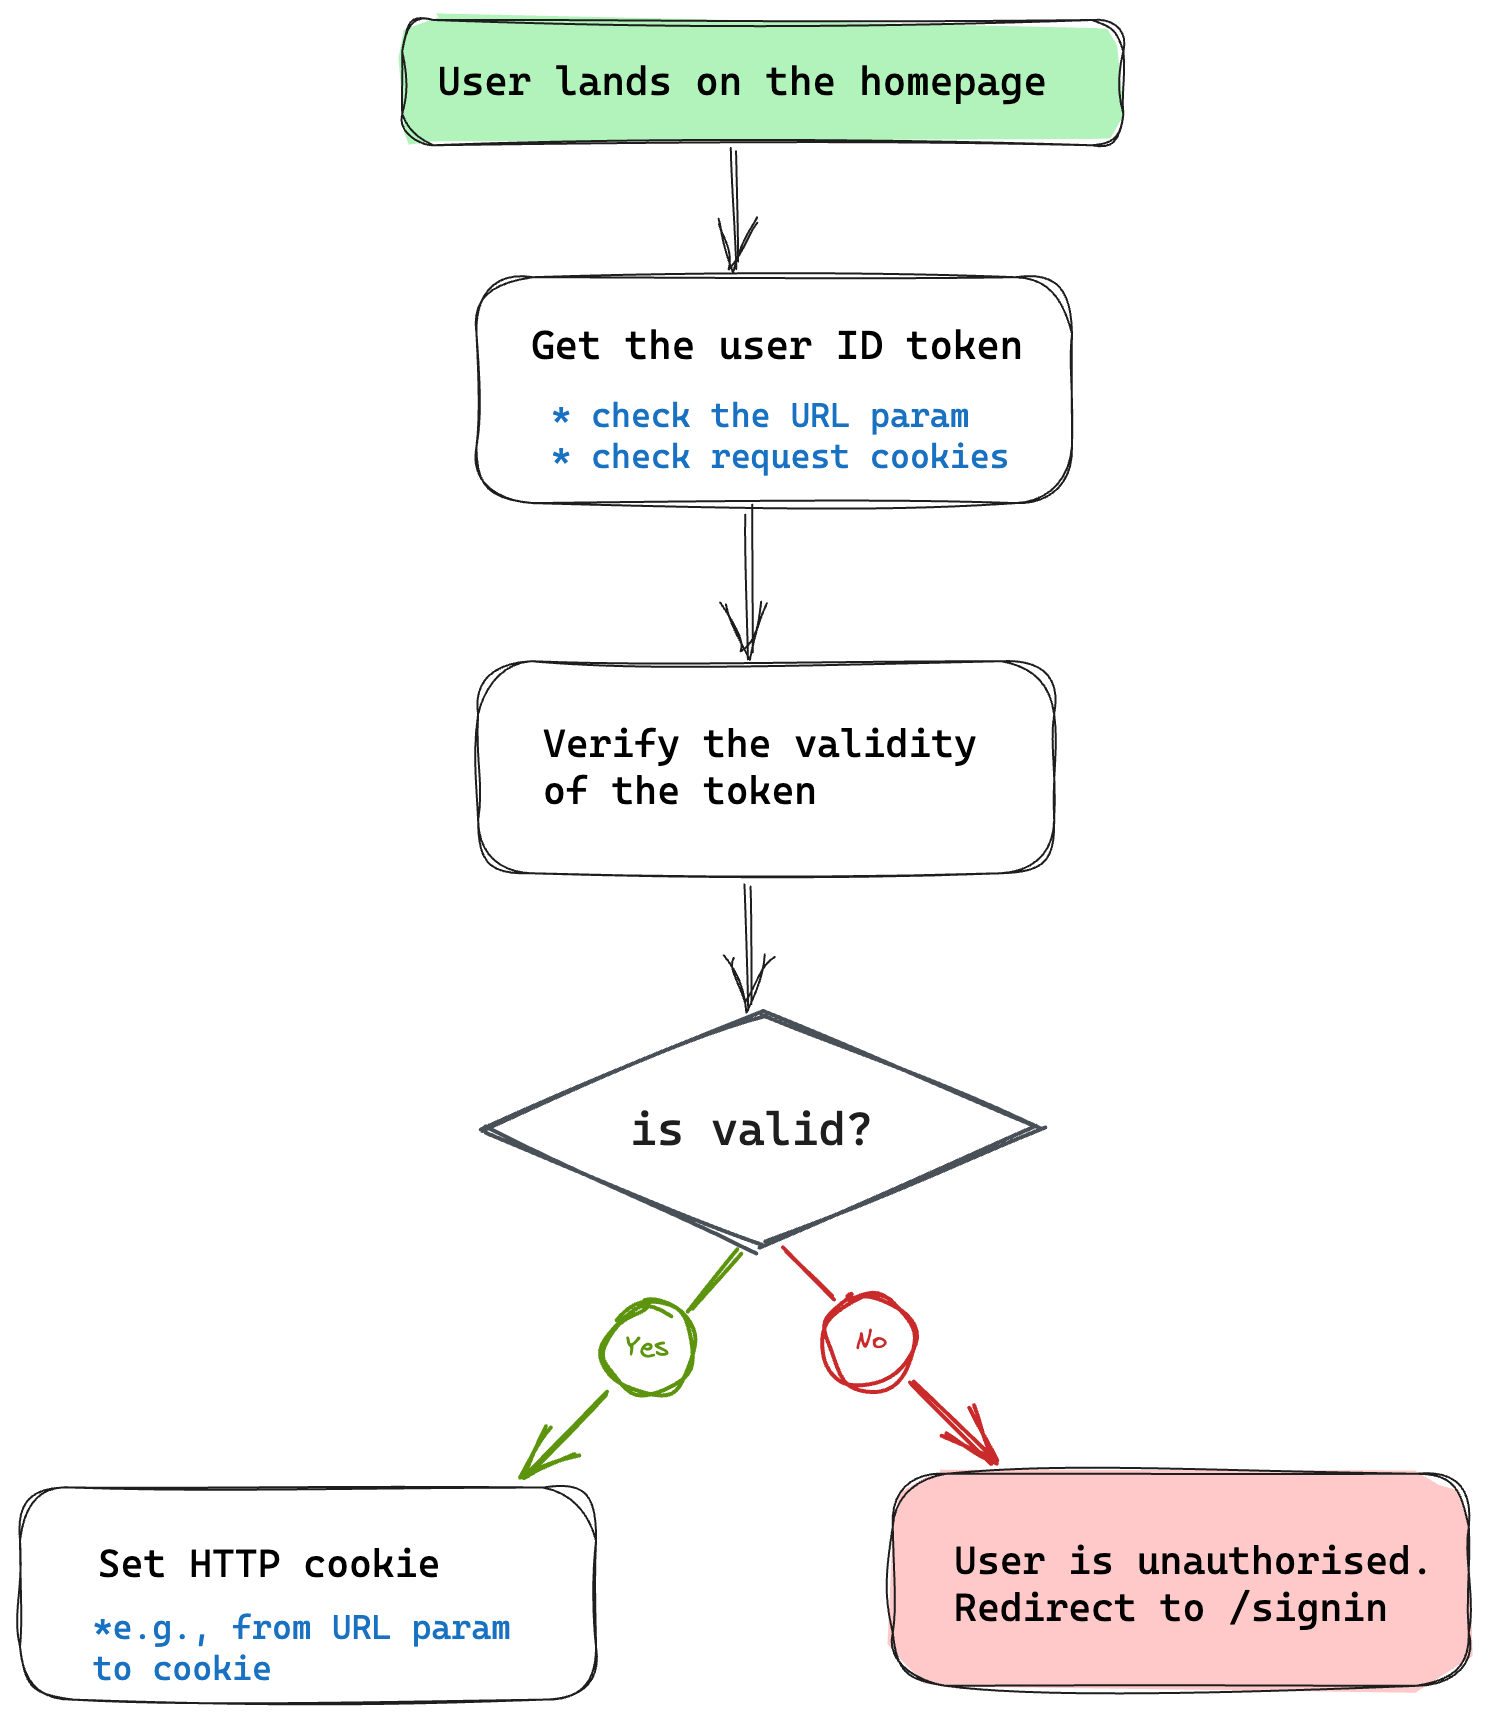 User lands on the homepage
Get the user ID token
* check the URL param
* check request cookies
Verify the validity
of the token
is valid?
Yes
No
Set HTTP cookie
*e.g., from URL param
to cookie
User is unauthorised.
Redirect to /signin